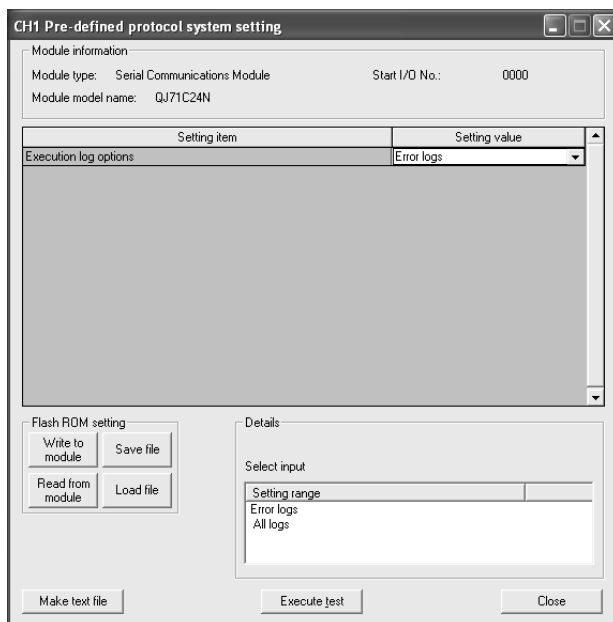 CH1 Pre-defined protocol system setting
Module information
Module type: Serial Communications Module Start I/O No.: 0000
Module model name: QJ71C24N
Setting item Setting value
Execution log options Error logs
Flash ROM setting
Write to module Save file
Read from module Load file
Details
Select input
Setting range
Error logs
All logs
Make text file Execute test Close